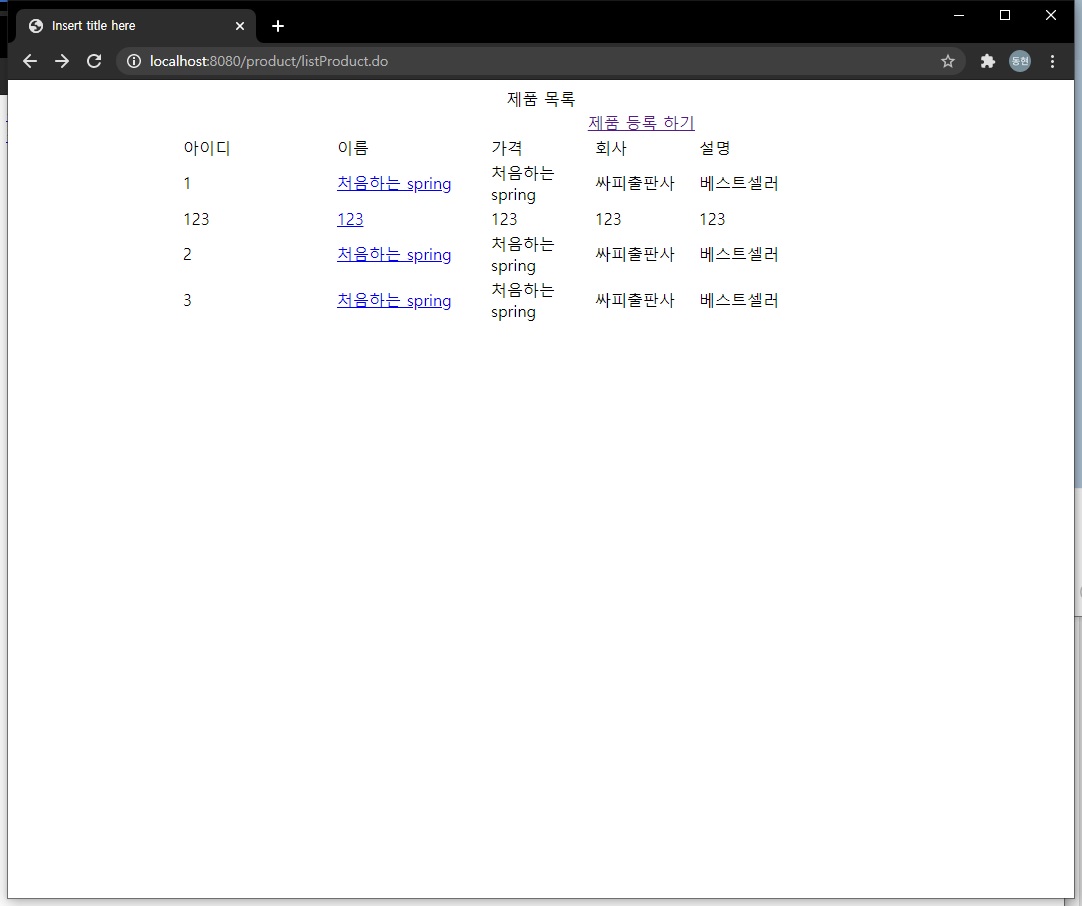 Insert title here
localhost:8080/product/listProduct.do
동현
제품 목록
제품 등록 하기
아이디 이름 가격 회사 설명
1 처음하는 spring 처음하는 spring 싸피출판사 베스트셀러
123 123 123 123 123
2 처음하는 spring 처음하는 spring 싸피출판사 베스트셀러
3 처음하는 spring 처음하는 spring 싸피출판사 베스트셀러